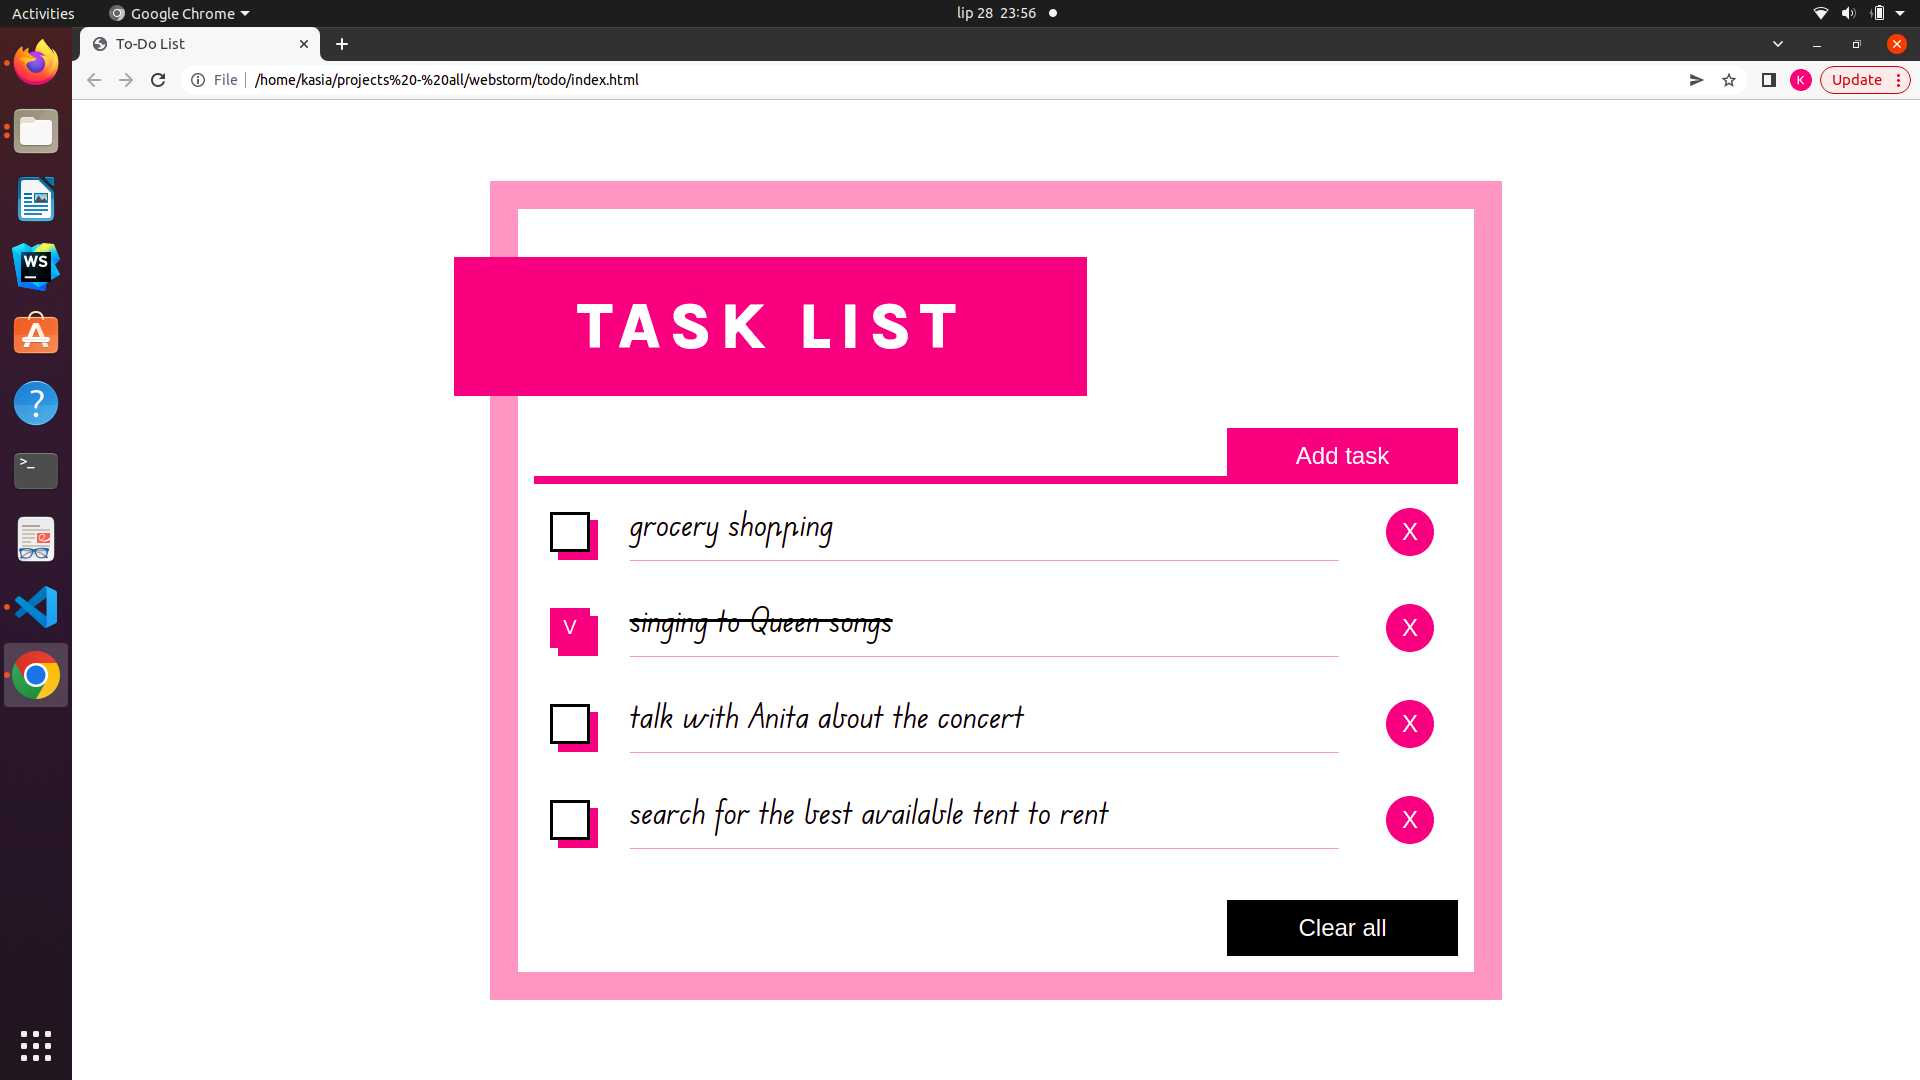 Activities
Google Chrome
lip 28 23:56
To-Do List
File
/home/kasia/projects%20-%20all/webstorm/todo/index.html
K
Update
WS
A
?
>_
TASK LIST
Add task
grocery shopping
X
V
singing to Queen songs
X
talk with Anita about the concert
X
search for the best available tent to rent
X
Clear all